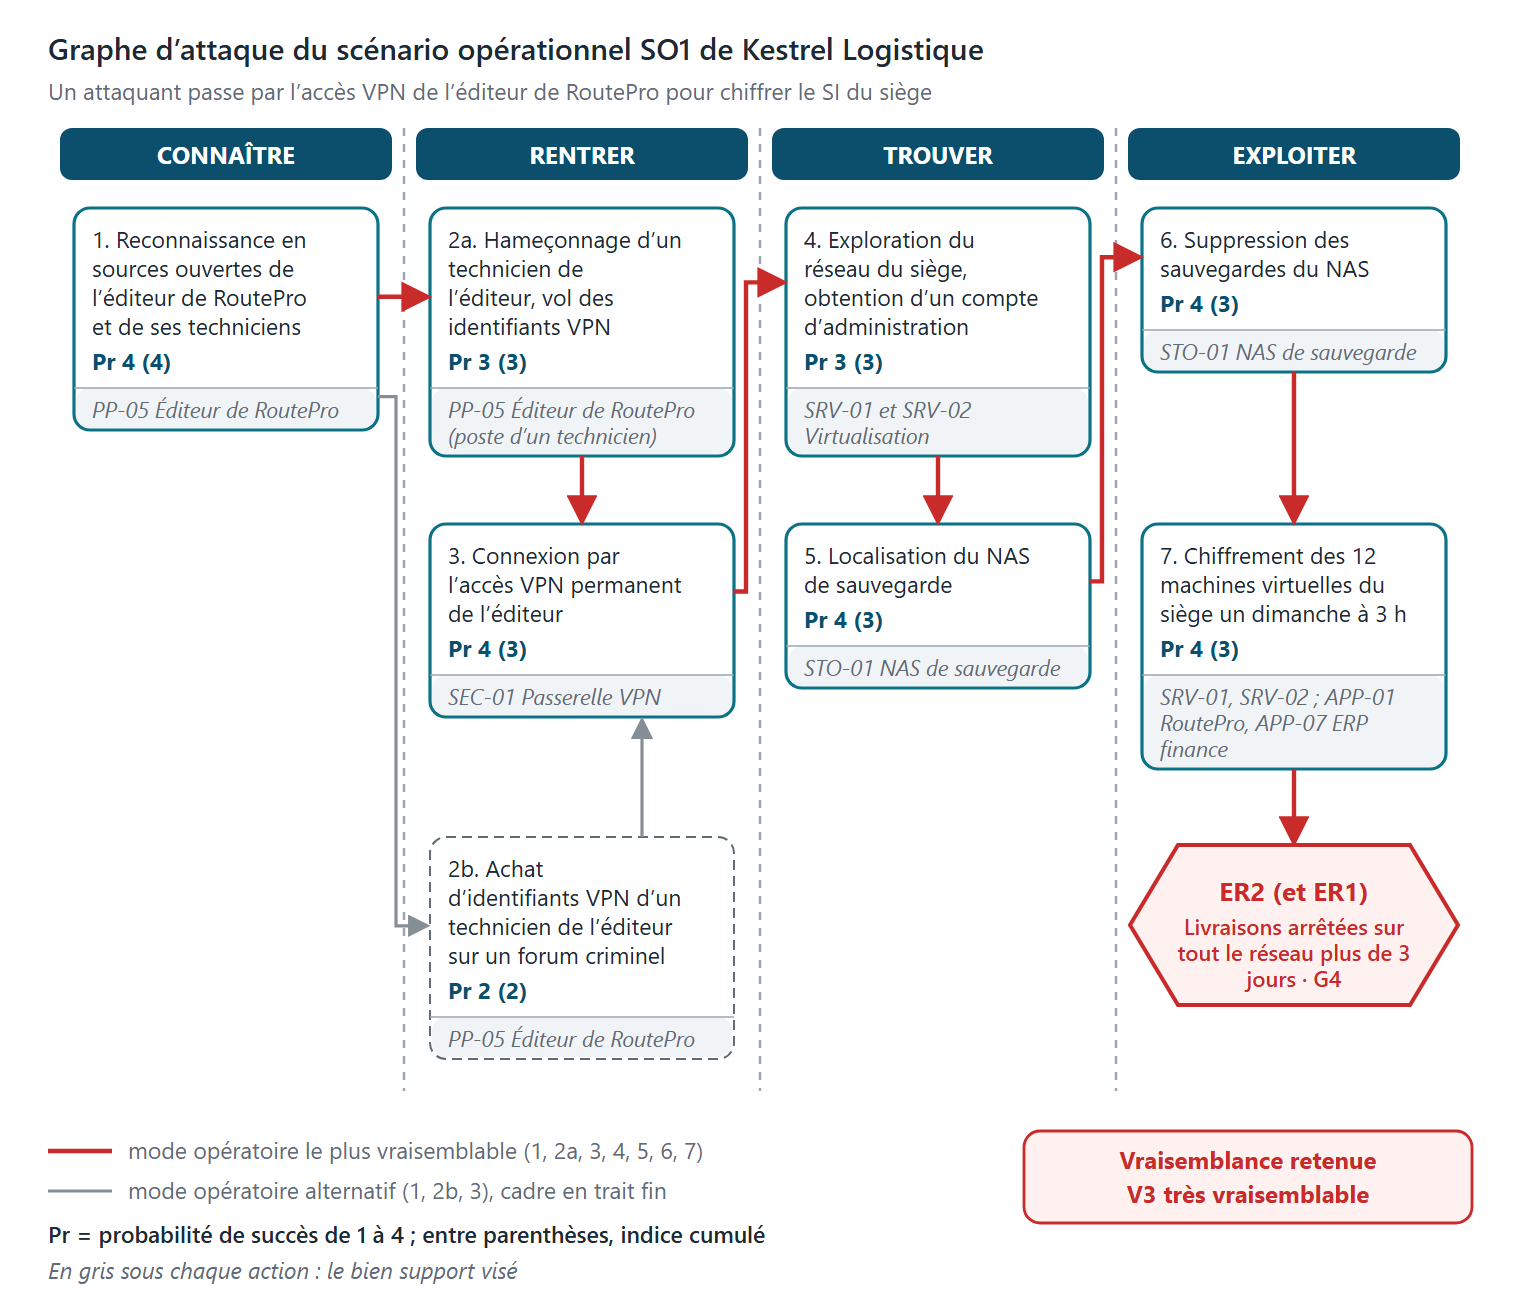 Graphe d’attaque du scénario opérationnel SO1 de Kestrel Logistique
Un attaquant passe par l’accès VPN de l’éditeur de RoutePro pour chiffrer le SI du siège
CONNAÎTRE
1. Reconnaissance en
sources ouvertes de
l’éditeur de RoutePro
et de ses techniciens
Pr 4 (4)
PP-05 Éditeur de RoutePro
RENTRER
2a. Hameçonnage d’un
technicien de
l’éditeur, vol des
identifiants VPN
Pr 3 (3)
PP-05 Éditeur de RoutePro
(poste d’un technicien)
3. Connexion par
l’accès VPN permanent
de l’éditeur
Pr 4 (3)
SEC-01 Passerelle VPN
2b. Achat
d’identifiants VPN d’un
technicien de l’éditeur
sur un forum criminel
Pr 2 (2)
PP-05 Éditeur de RoutePro
TROUVER
4. Exploration du
réseau du siège,
obtention d’un compte
d’administration
Pr 3 (3)
SRV-01 et SRV-02
Virtualisation
5. Localisation du NAS
de sauvegarde
Pr 4 (3)
STO-01 NAS de sauvegarde
EXPLOITER
6. Suppression des
sauvegardes du NAS
Pr 4 (3)
STO-01 NAS de sauvegarde
7. Chiffrement des 12
machines virtuelles du
siège un dimanche à 3 h
Pr 4 (3)
SRV-01, SRV-02 ; APP-01
RoutePro, APP-07 ERP
finance
ER2 (et ER1)
Livraisons arrêtées sur
tout le réseau plus de 3
jours · G4
mode opératoire le plus vraisemblable (1, 2a, 3, 4, 5, 6, 7)
mode opératoire alternatif (1, 2b, 3), cadre en trait fin
Pr = probabilité de succès de 1 à 4 ; entre parenthèses, indice cumulé
En gris sous chaque action : le bien support visé
Vraisemblance retenue
V3 très vraisemblable